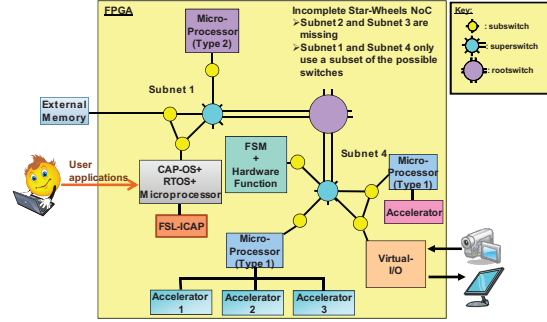 FPGA
Micro-
Processor
(Type 2)
Incomplete Star-Wheels NoC
➢Subnet 2 and Subnet 3 are
missing
➢Subnet 1 and Subnet 4 only
use a subset of the possible
switches
Key:
: subswitch
: superswitch
: rootswitch
Subnet 1
External
Memory
User
applications
CAP-OS+
RTOS+
Microprocessor
FSL-ICAP
FSM
+
Hardware
Function
Subnet 4
Micro-
Processor
(Type 1)
Accelerator
Micro-
Processor
(Type 1)
Virtual-
I/O
Accelerator
1
Accelerator
2
Accelerator
3